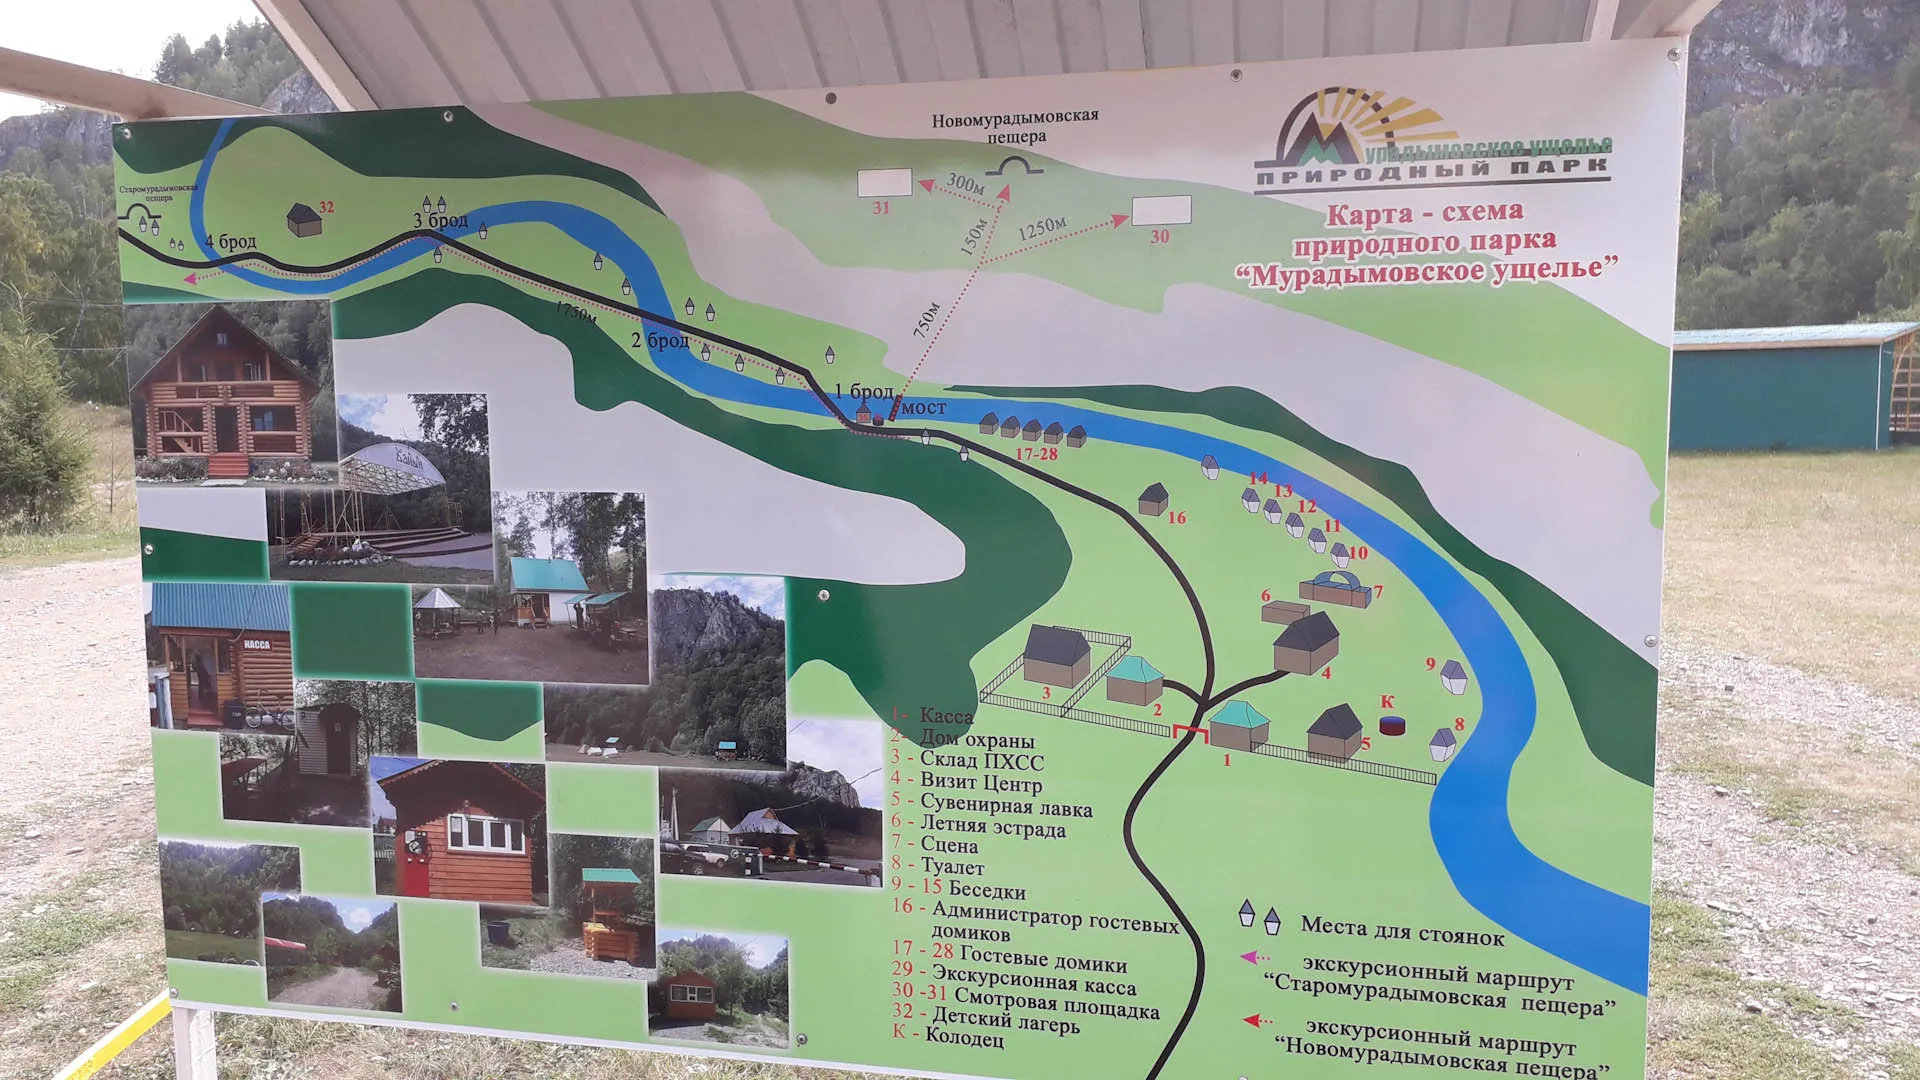 Новомурадымовская
пещера
Мурадымовское ущелье
ПРИРОДНЫЙ ПАРК
Карта - схема
природного парка
“Мурадымовское ущелье”
Старомурадымовская
пещера
32
4 брод
3 брод
31
300м
150м
1250м
30
750м
1750м
2 брод
1 брод
мост
17-28
16
14
13
12
11
10
7
6
4
9
8
К
5
3
2
1
КАССА
1 - Касса
2 - Дом охраны
3 - Склад ПХСС
4 - Визит Центр
5 - Сувенирная лавка
6 - Летняя эстрада
7 - Сцена
8 - Туалет
9 - 15 Беседки
16 - Администратор гостевых
домиков
17 - 28 Гостевые домики
29 - Экскурсионная касса
30 -31 Смотровая площадка
32 - Детский лагерь
К - Колодец
Места для стоянок
экскурсионный маршрут
“Старомурадымовская пещера”
экскурсионный маршрут
“Новомурадымовская пещера”